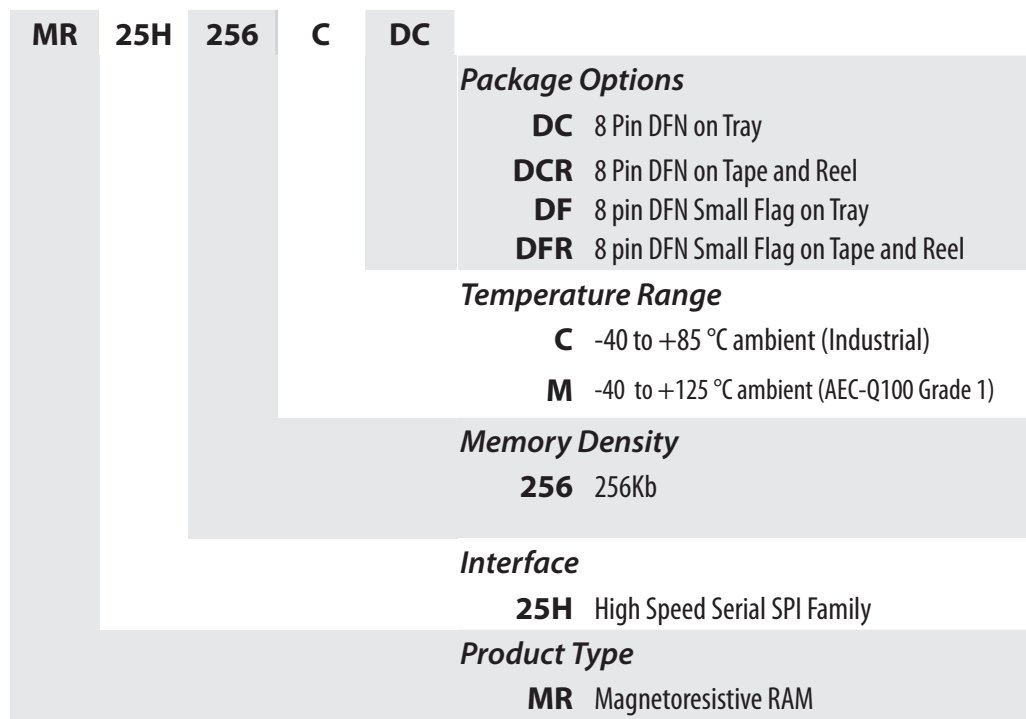 MR 25H 256 C DC
Package Options
DC 8 Pin DFN on Tray
DCR 8 Pin DFN on Tape and Reel
DF 8 pin DFN Small Flag on Tray
DFR 8 pin DFN Small Flag on Tape and Reel
Temperature Range
C -40 to +85 °C ambient (Industrial)
M -40 to +125 °C ambient (AEC-Q100 Grade 1)
Memory Density
256 256Kb
Interface
25H High Speed Serial SPI Family
Product Type
MR Magnetoresistive RAM